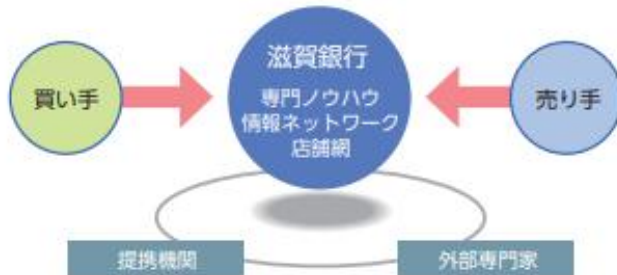 滋賀銀行
買い手
専門ノウハウ
情報ネットワーク
店舗網
売り手
提携機関
外部専門家